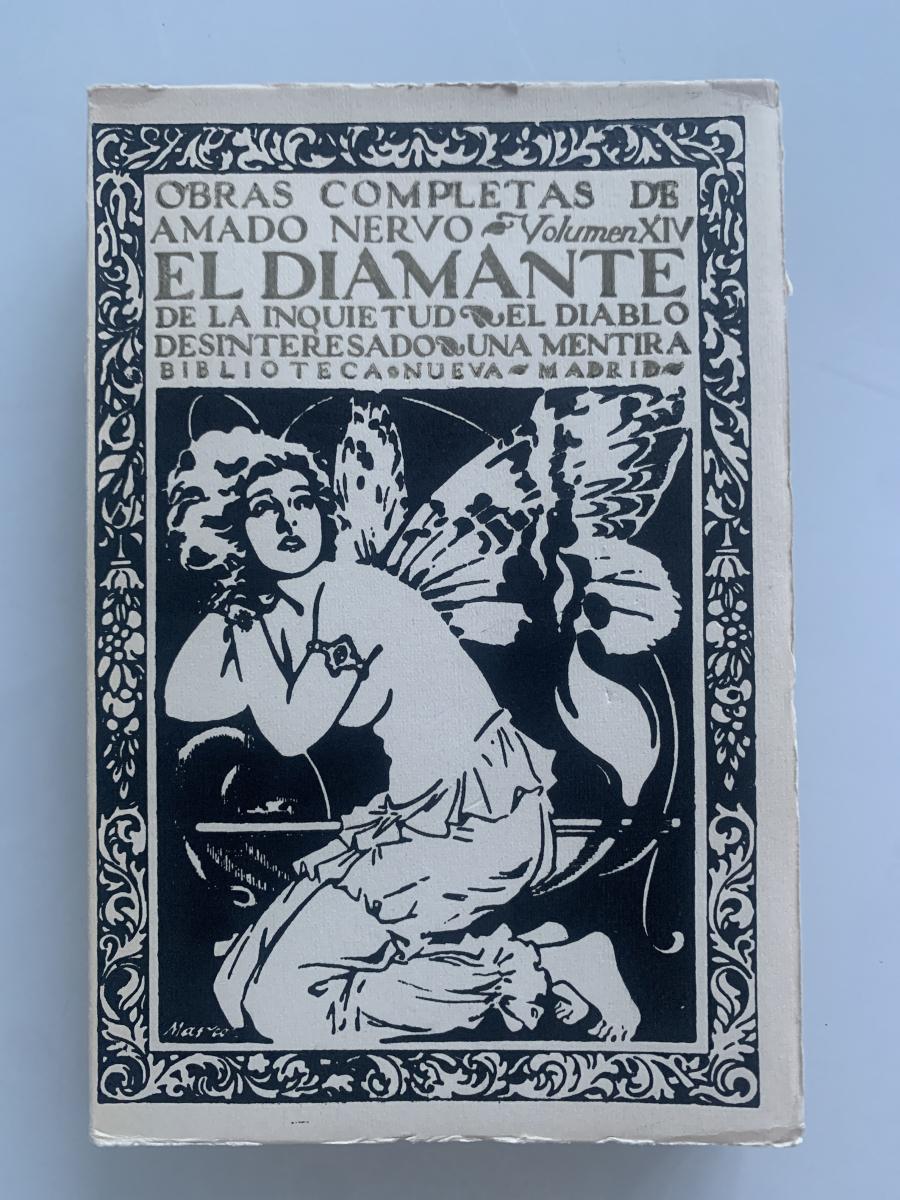 OBRAS COMPLETAS DE
AMADO NERVO Volumen XIV
EL DIAMANTE
DE LA INQUIETUD EL DIABLO
DESINTERESADO UNA MENTIRA
BIBLIOTECA NUEVA MADRID
Marco